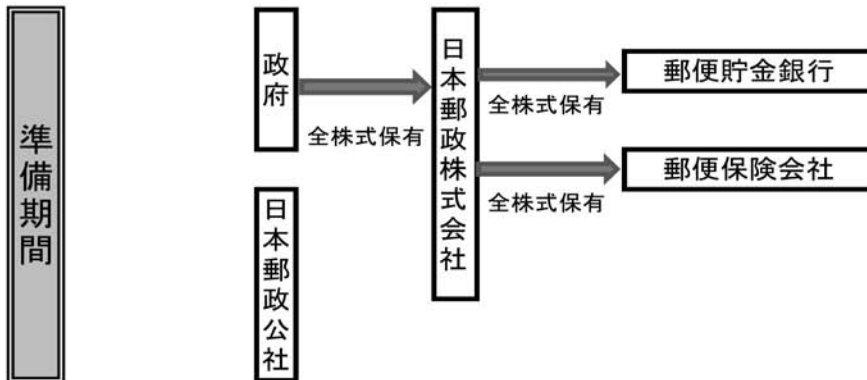 準備期間
政府
全株式保有
日本郵政株式会社
全株式保有
郵便貯金銀行
全株式保有
郵便保険会社
日本郵政公社